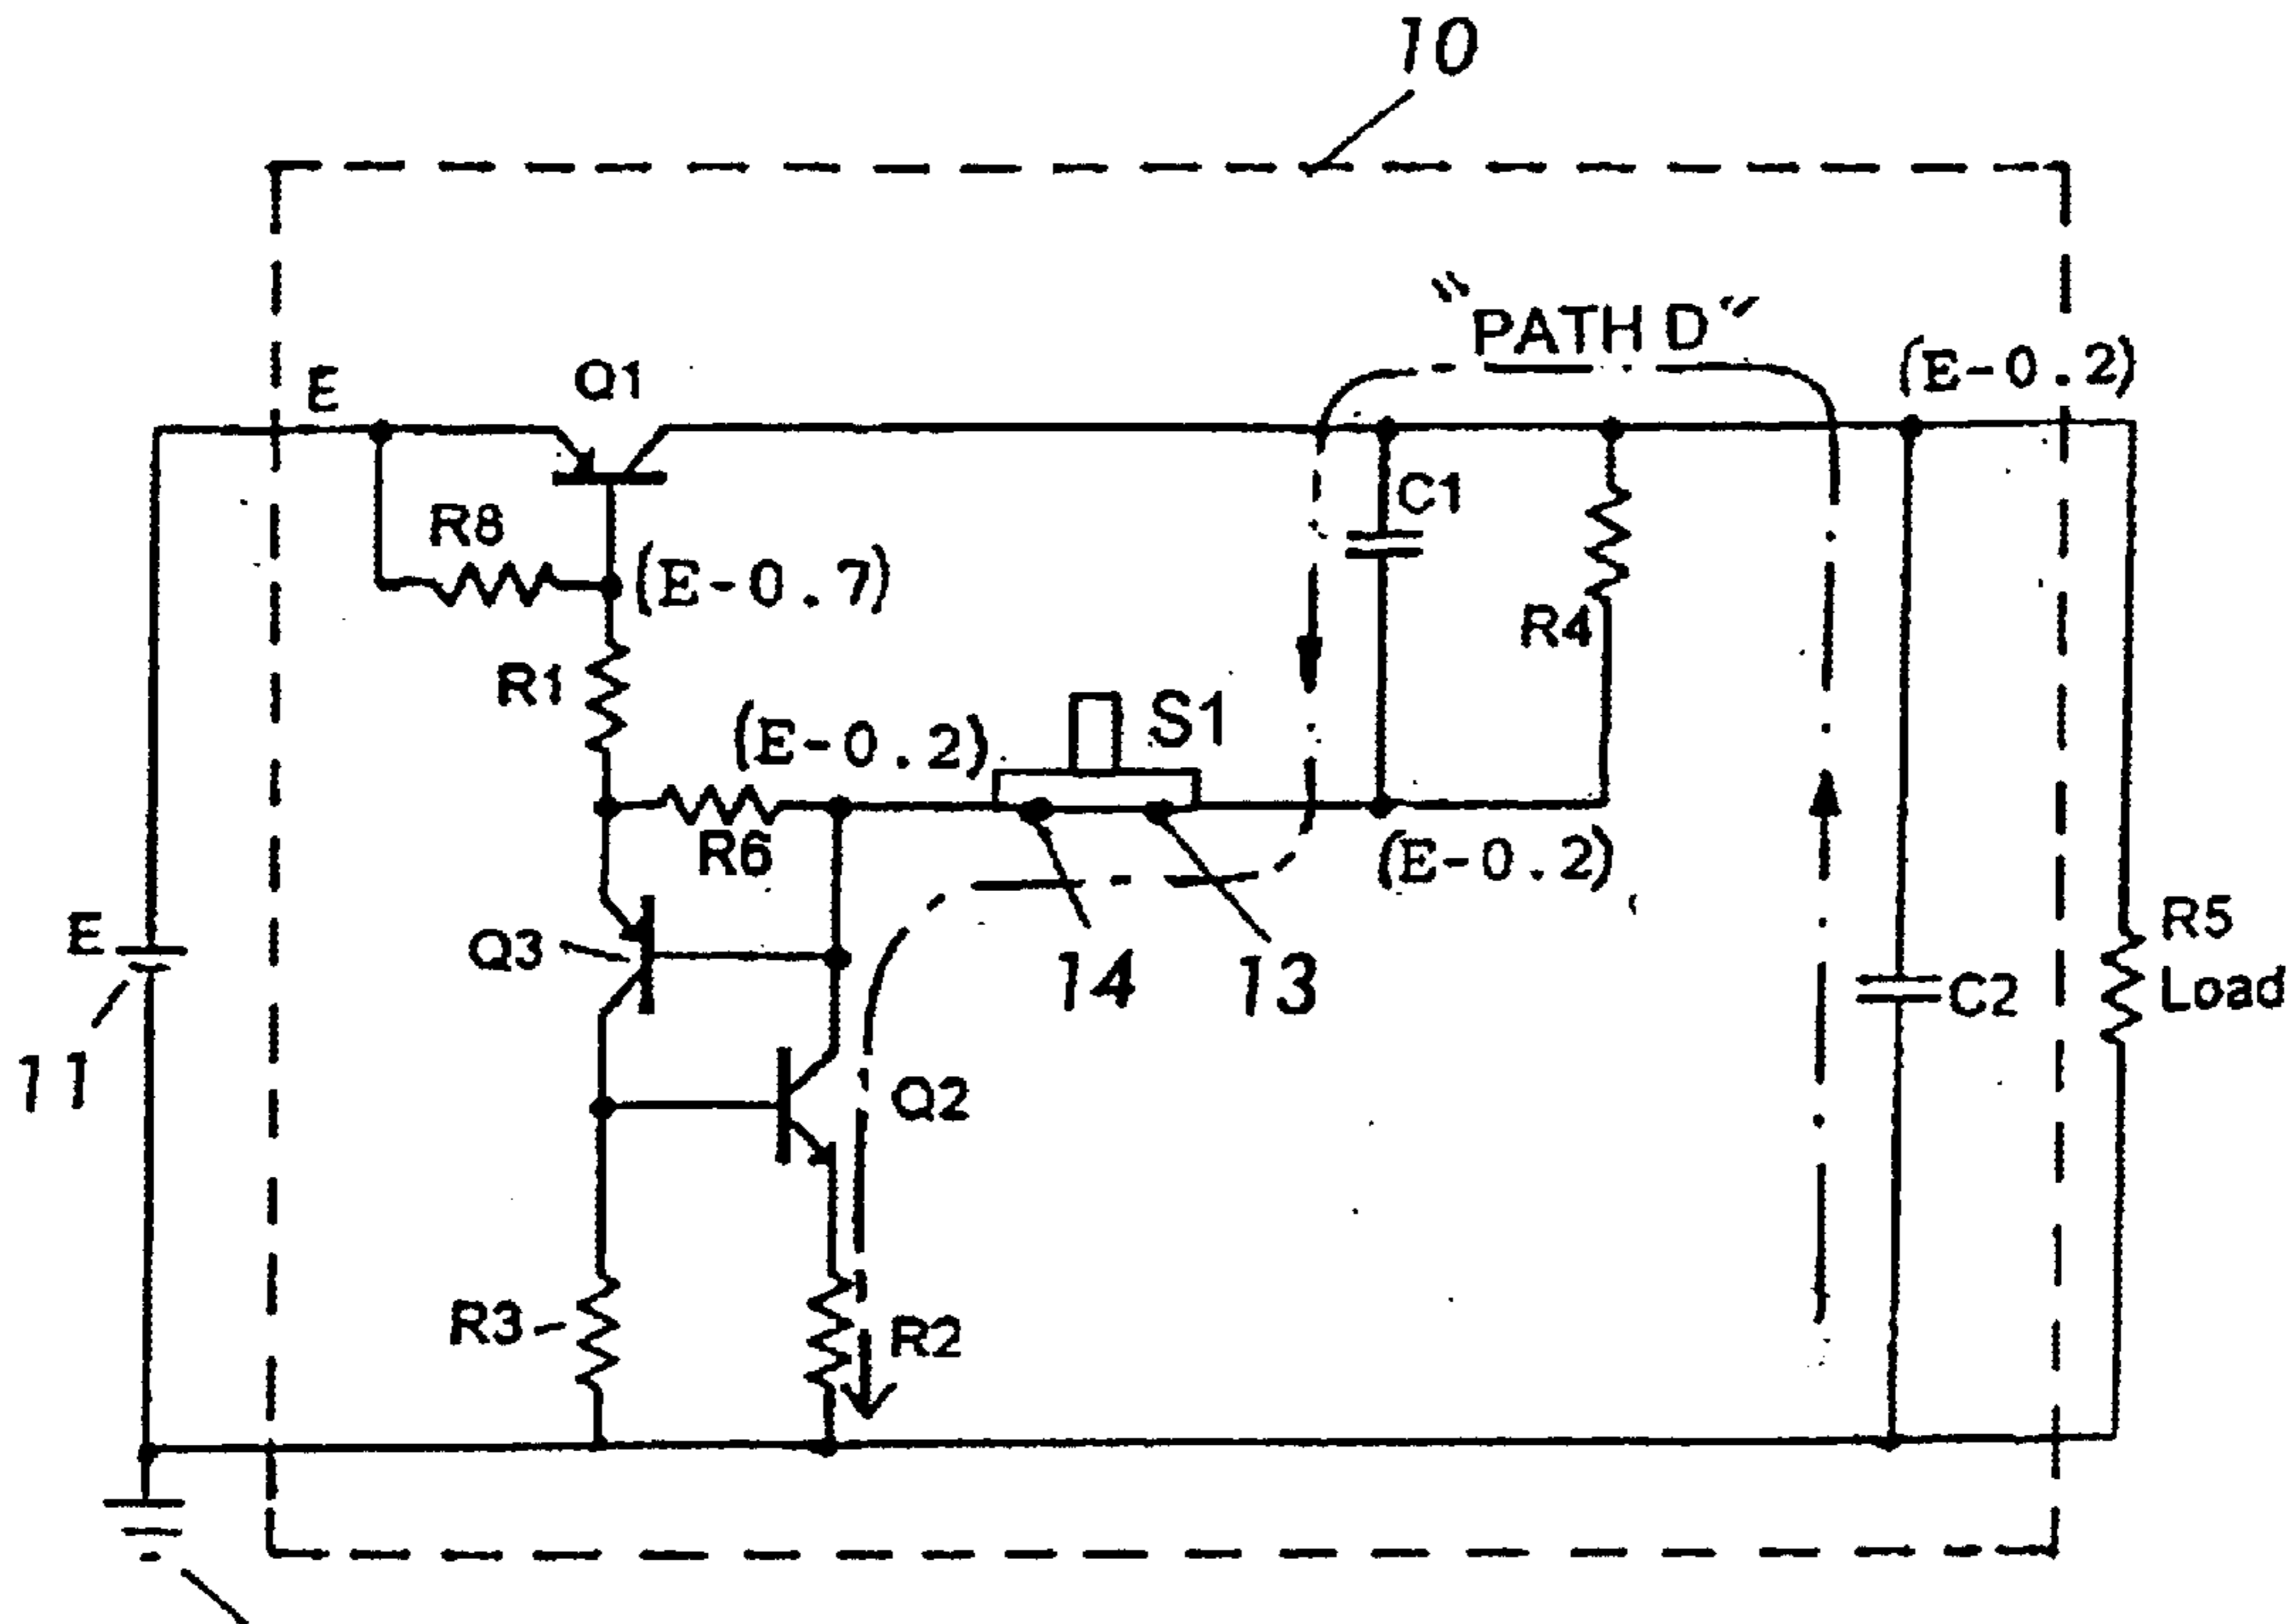 10
"PATH D"
E
Q1
(E-0.2)
C1
R8
(E-0.7)
R4
R1
(E-0.2)
S1
R6
(E-0.2)
E
Q3
14
13
R5
Load
C2
11
Q2
R3
R2